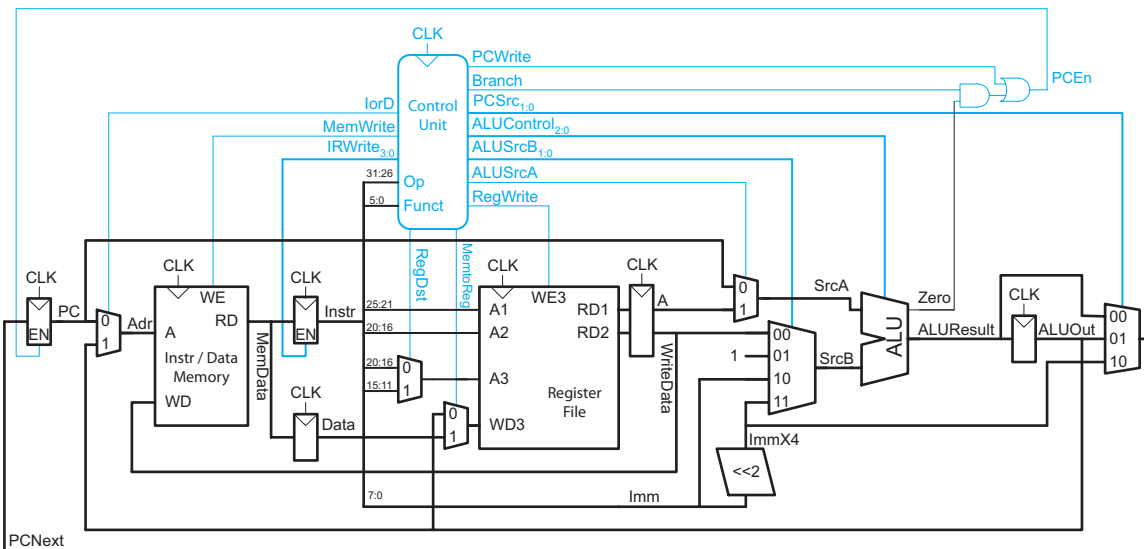 CLK
PCWrite
Branch
PCEn
IorD
Control
Unit
PCSrc1:0
MemWrite
ALUControl2:0
IRWrite3:0
ALUSrcB1:0
31:26
Op
ALUSrcA
5:0
Funct
RegWrite
RegDst
MemtoReg
CLK
CLK
CLK
CLK
CLK
CLK
PC
EN
0
1
Adr
WE
A
RD
Instr / Data
Memory
WD
MemData
EN
Instr
25:21
20:16
20:16
15:11
0
1
CLK
Data
0
1
WE3
A1
RD1
A2
RD2
A3
Register
File
WD3
A
WriteData
0
1
SrcA
00
1
01
10
11
SrcB
ALU
Zero
ALUResult
CLK
ALUOut
00
01
10
ImmX4
<<2
7:0
Imm
PCNext